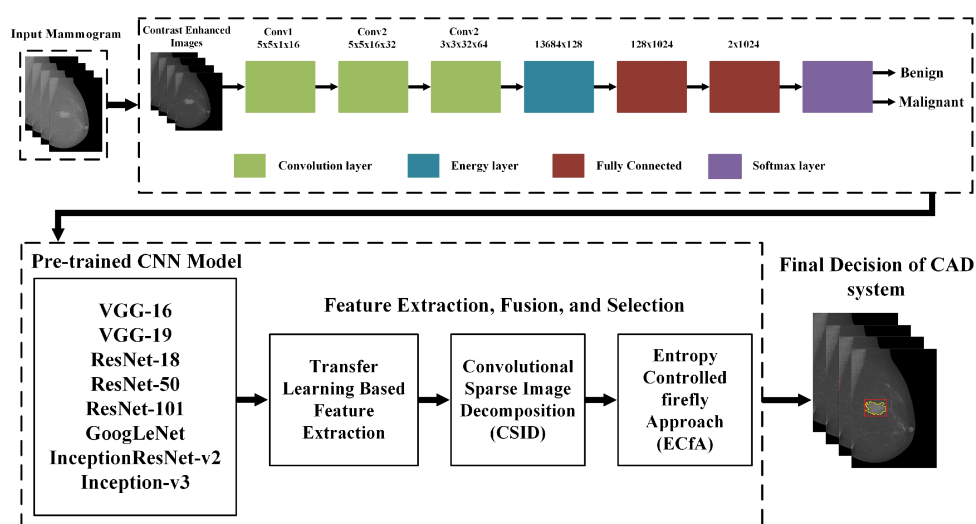 Input Mammogram
Contrast Enhanced
Images
Conv1
5x5x1x16
Conv2
5x5x16x32
Conv2
3x3x32x64
13684x128
128x1024
2x1024
Benign
Malignant
Convolution layer
Energy layer
Fully Connected
Softmax layer
Pre-trained CNN Model
VGG-16
VGG-19
ResNet-18
ResNet-50
ResNet-101
GoogLeNet
InceptionResNet-v2
Inception-v3
Feature Extraction, Fusion, and Selection
Transfer
Learning Based
Feature
Extraction
Convolutional
Sparse Image
Decomposition
(CSID)
Entropy
Controlled
firefly
Approach
(ECfA)
Final Decision of CAD
system